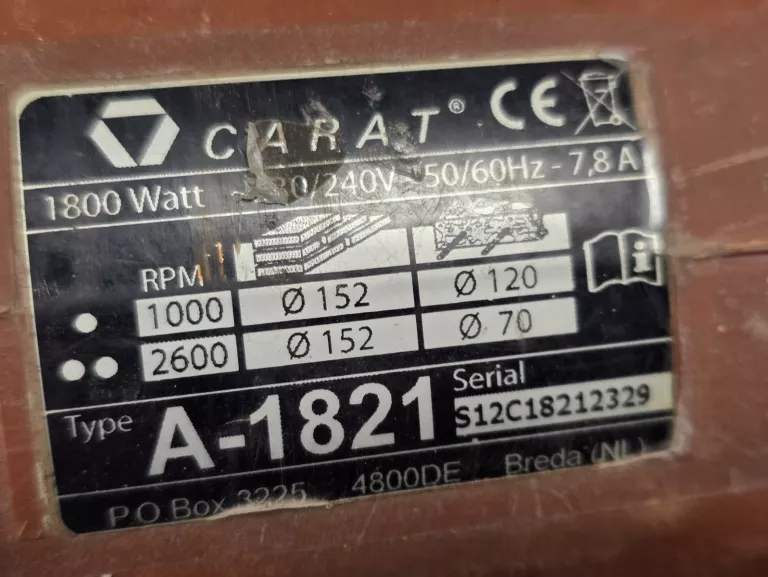 CARAT® CE
1800 Watt 240V~50/60Hz - 7,8 A
RPM
1000 Ø 152 Ø 120
2600 Ø 152 Ø 70
Type A-1821 Serial
S12C18212329
P.O Box 3225 4800DE Breda (NL)